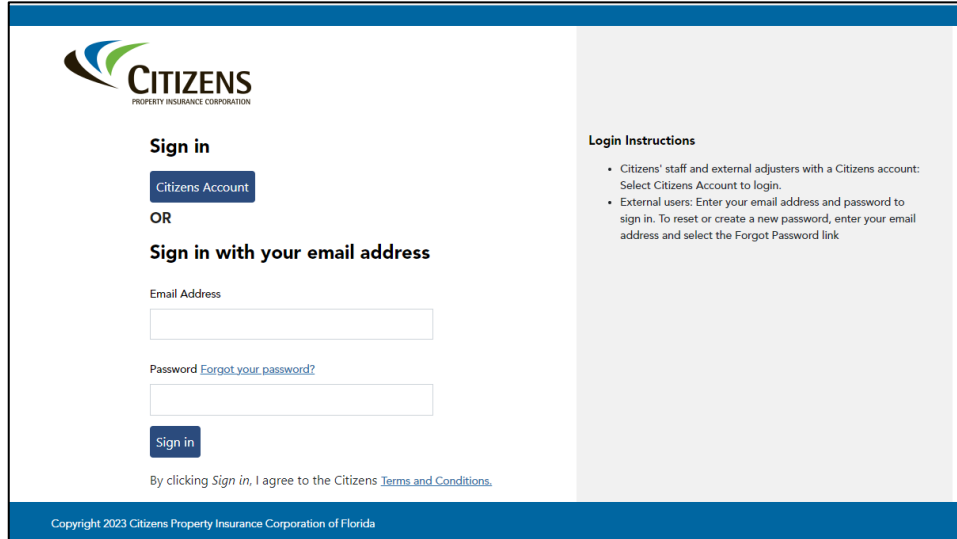 CITIZENS
PROPERTY INSURANCE CORPORATION
Sign in
Citizens Account
OR
Sign in with your email address
Email Address
Password Forgot your password?
Sign in
By clicking Sign in, I agree to the Citizens Terms and Conditions.
Login Instructions
• Citizens' staff and external adjusters with a Citizens account:
Select Citizens Account to login.
• External users: Enter your email address and password to
sign in. To reset or create a new password, enter your email
address and select the Forgot Password link
Copyright 2023 Citizens Property Insurance Corporation of Florida